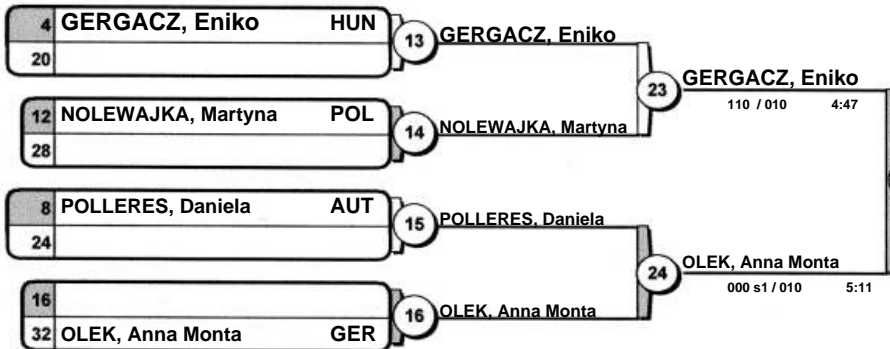 4 GERGACZ, Eniko HUN
20
13 GERGACZ, Eniko
12 NOLEWAJKA, Martyna POL
28
14 NOLEWAJKA, Martyna
23 GERGACZ, Eniko
110 / 010 4:47
8 POLLERES, Daniela AUT
24
15 POLLERES, Daniela
16
32 OLEK, Anna Monta GER
16 OLEK, Anna Monta
24 OLEK, Anna Monta
000 s1 / 010 5:11